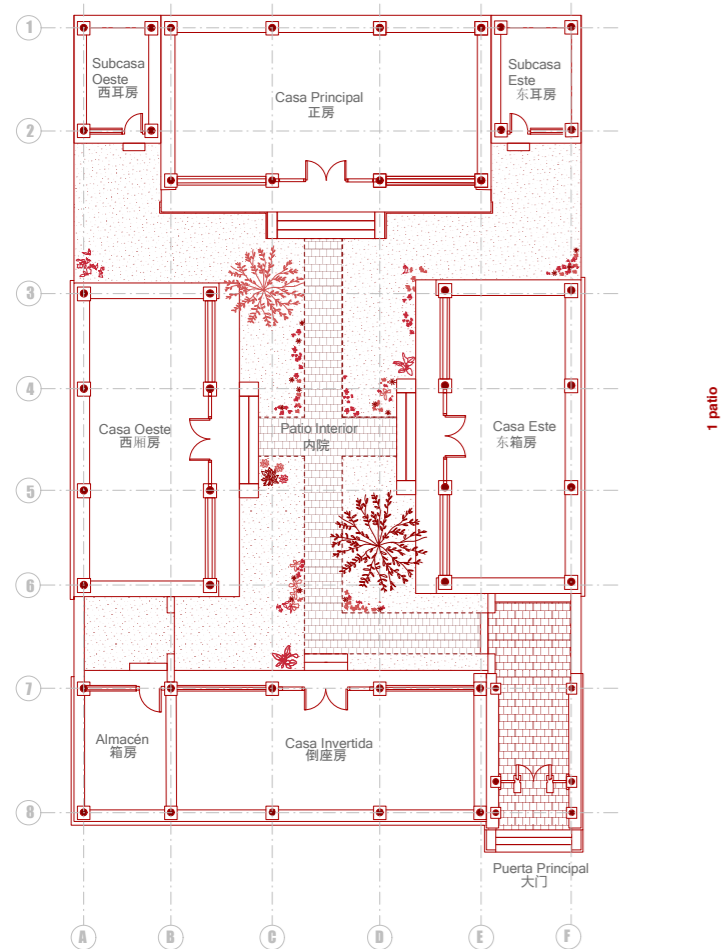 1
Subcasa
Oeste
西耳房
Casa Principal
正房
Subcasa
Este
东耳房
2
3
4
Casa Oeste
西厢房
Patio Interior
内院
Casa Este
东箱房
1 patio
5
6
7
Almacén
箱房
Casa Invertida
倒座房
8
Puerta Principal
大门
A
B
C
D
E
F